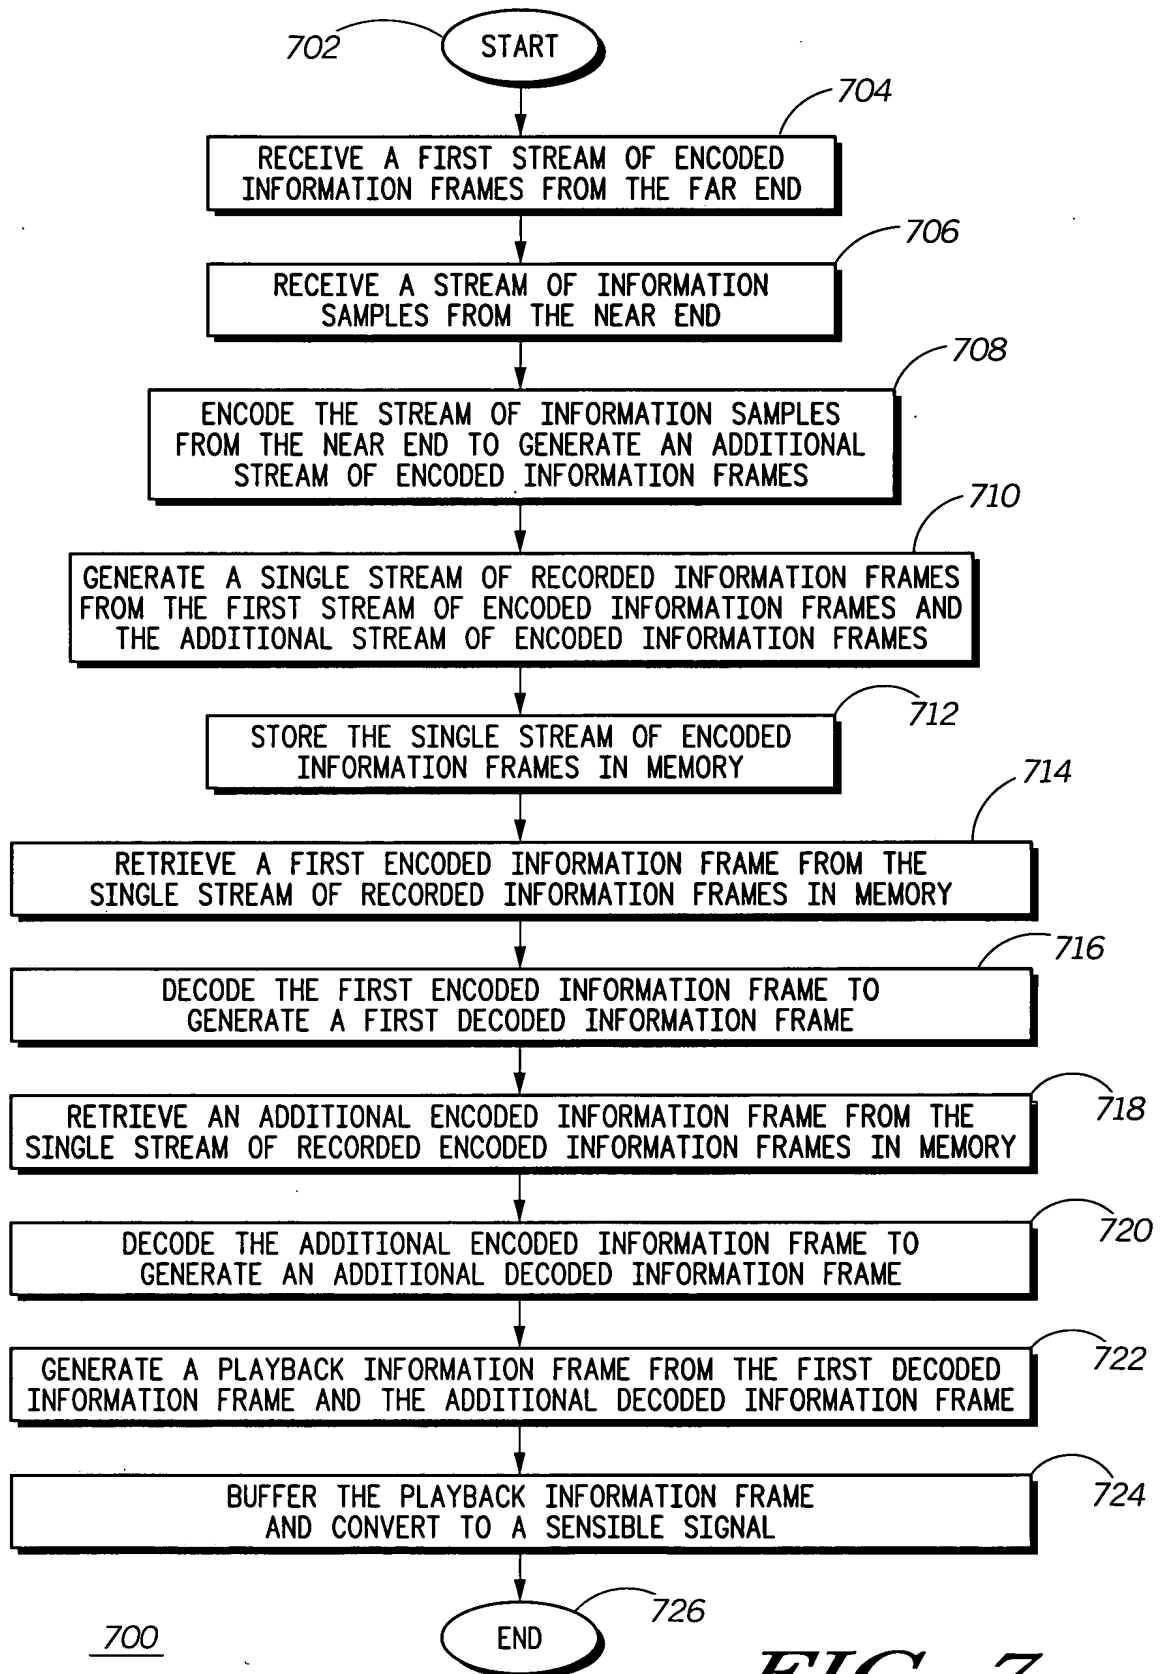 702
START
704
RECEIVE A FIRST STREAM OF ENCODED
INFORMATION FRAMES FROM THE FAR END
706
RECEIVE A STREAM OF INFORMATION
SAMPLES FROM THE NEAR END
708
ENCODE THE STREAM OF INFORMATION SAMPLES
FROM THE NEAR END TO GENERATE AN ADDITIONAL
STREAM OF ENCODED INFORMATION FRAMES
710
GENERATE A SINGLE STREAM OF RECORDED INFORMATION FRAMES
FROM THE FIRST STREAM OF ENCODED INFORMATION FRAMES AND
THE ADDITIONAL STREAM OF ENCODED INFORMATION FRAMES
712
STORE THE SINGLE STREAM OF ENCODED
INFORMATION FRAMES IN MEMORY
714
RETRIEVE A FIRST ENCODED INFORMATION FRAME FROM THE
SINGLE STREAM OF RECORDED INFORMATION FRAMES IN MEMORY
716
DECODE THE FIRST ENCODED INFORMATION FRAME TO
GENERATE A FIRST DECODED INFORMATION FRAME
718
RETRIEVE AN ADDITIONAL ENCODED INFORMATION FRAME FROM THE
SINGLE STREAM OF RECORDED ENCODED INFORMATION FRAMES IN MEMORY
720
DECODE THE ADDITIONAL ENCODED INFORMATION FRAME TO
GENERATE AN ADDITIONAL DECODED INFORMATION FRAME
722
GENERATE A PLAYBACK INFORMATION FRAME FROM THE FIRST DECODED
INFORMATION FRAME AND THE ADDITIONAL DECODED INFORMATION FRAME
724
BUFFER THE PLAYBACK INFORMATION FRAME
AND CONVERT TO A SENSIBLE SIGNAL
726
END
700
FIG. 7